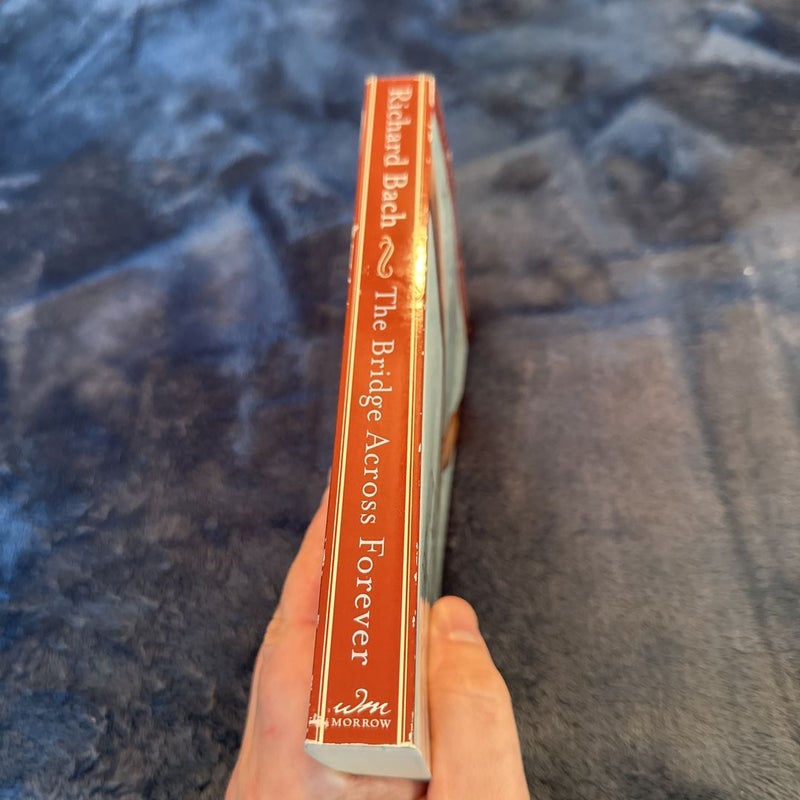 Richard Bach
The Bridge Across Forever
wm
MORROW